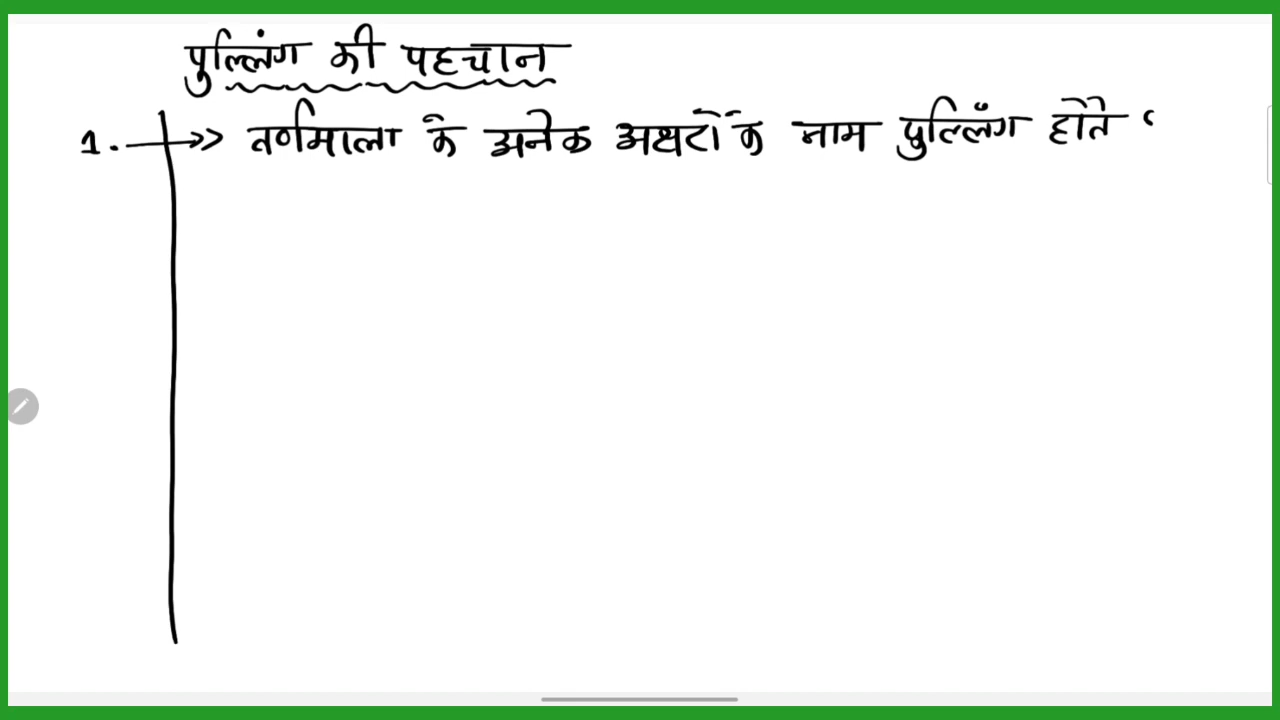 पुल्लिंग की पहचान
1. वर्णमाला के अनेक अक्षरों के नाम पुल्लिंग होते